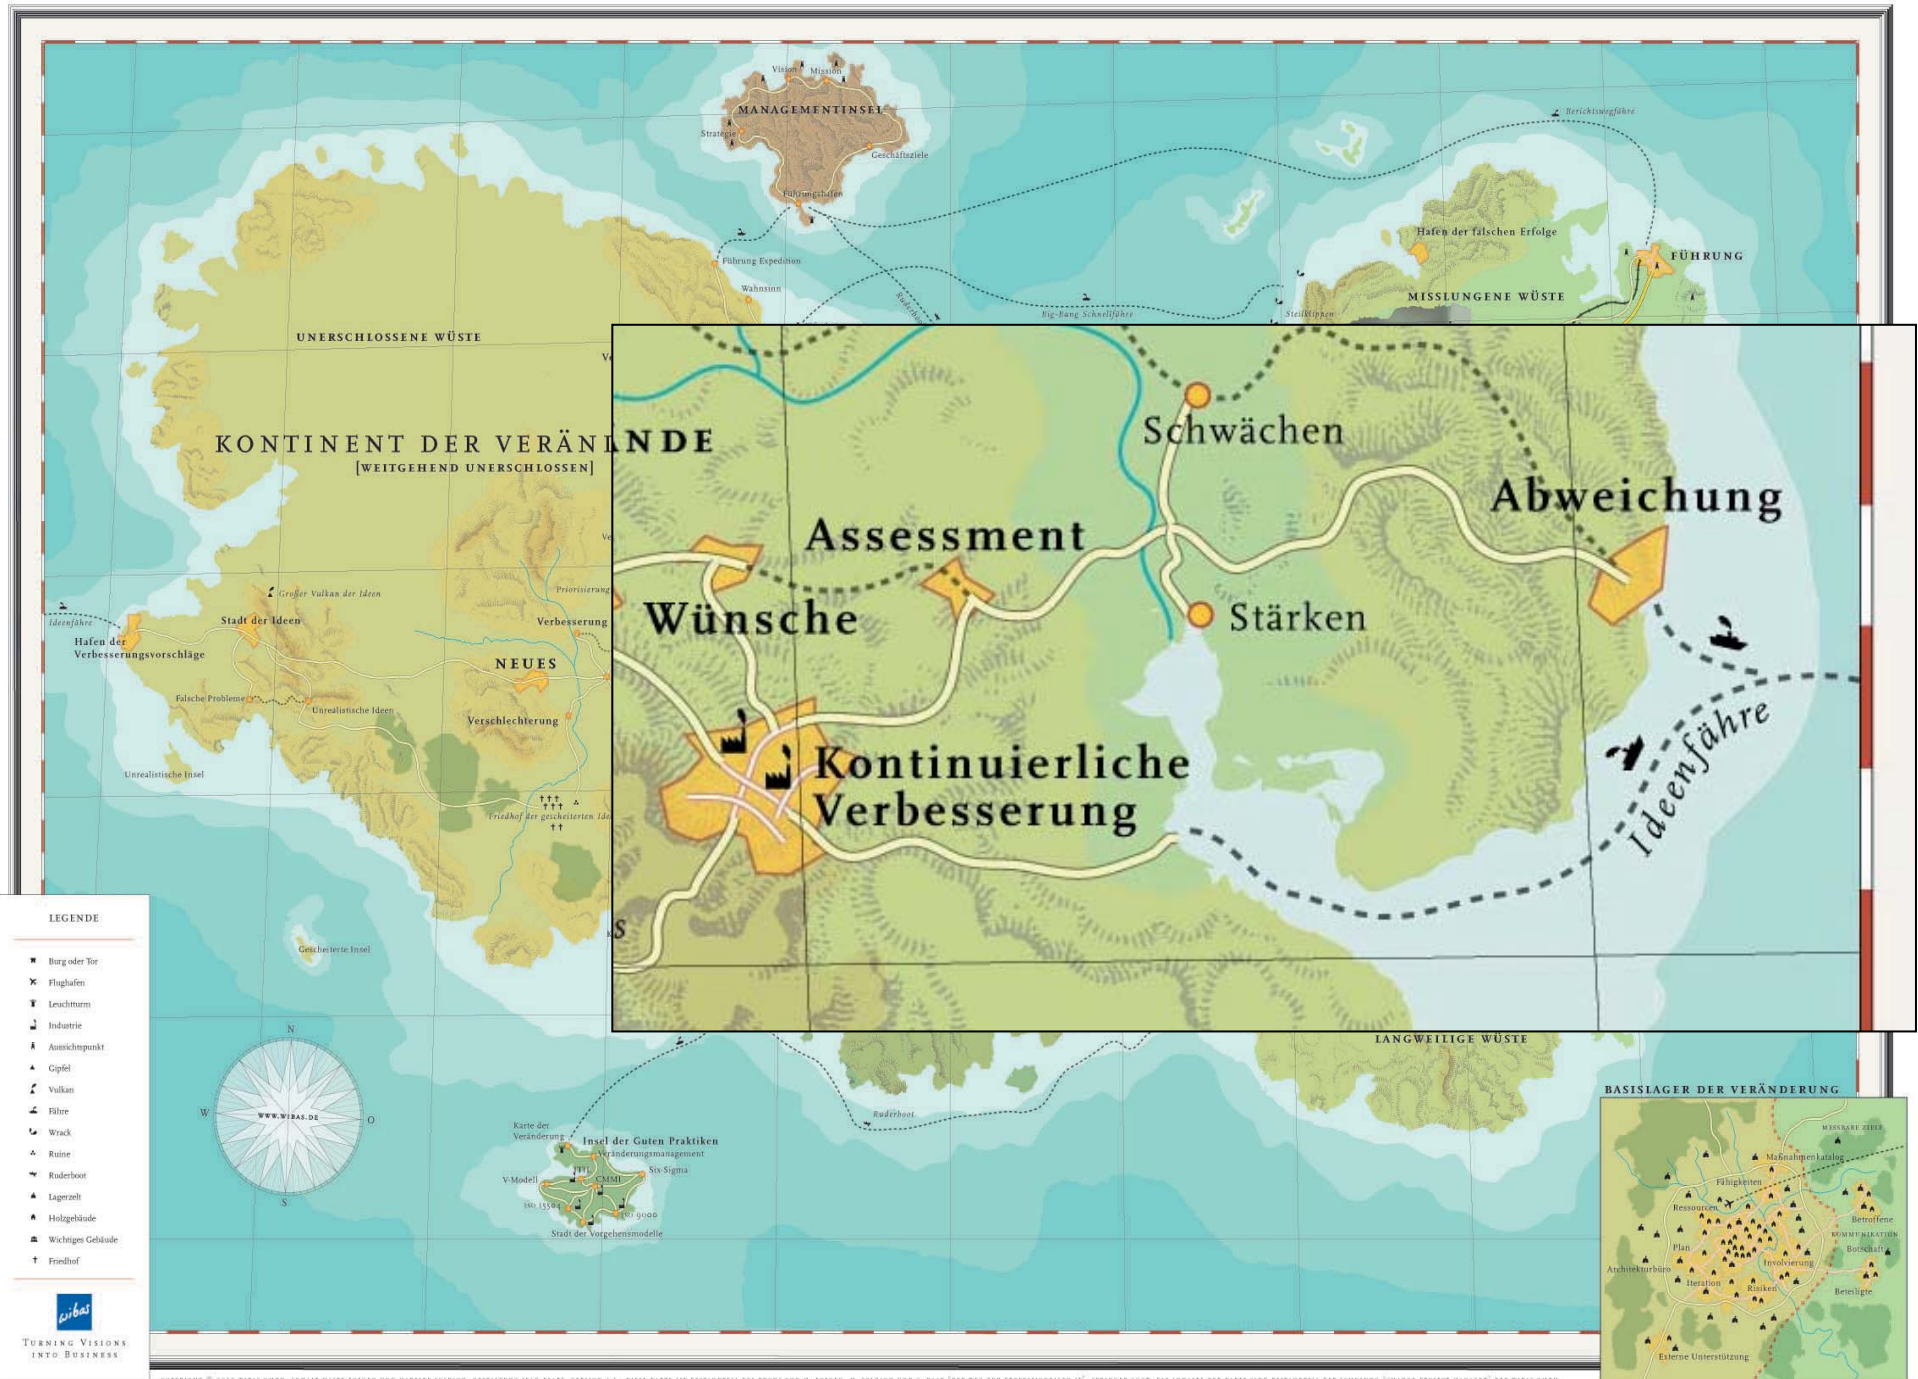 Vision
Mission
MANAGEMENTINSEL
Strategie
Geschäftsziele
Führungshafen
Berichtswegfähre
Hafen der falschen Erfolge
FÜHRUNG
Führung Expedition
Wahnsinn
MISSLUNGENE WÜSTE
Big-Bang Schnellfähre
Steilklippen
UNERSCHLOSSENE WÜSTE
KONTINENT DER VERÄN
[WEITGEHEND UNERSCHLOSSEN]
NDE
Schwächen
Abweichung
Assessment
Wünsche
Stärken
Kontinuierliche
Verbesserung
Ideenfähre
Großer Vulkan der Ideen
Priorisierung
Ideenfähre
Stadt der Ideen
Verbesserung
Hafen der
Verbesserungsvorschläge
NEUES
Falsche Probleme
Unrealistische Ideen
Verschlechterung
Unrealistische Insel
Friedhof der gescheiterten Ide
Gescheiterte Insel
LEGENDE
Burg oder Tor
Flughafen
Leuchtturm
Industrie
Aussichtspunkt
Gipfel
Vulkan
Fähre
Wrack
Ruine
Ruderboot
Lagerzelt
Holzgebäude
Wichtiges Gebäude
Friedhof
wibas
TURNING VISIONS
INTO BUSINESS
N
W
WWW.WIBAS.DE
O
S
Karte der
Veränderung
Insel der Guten Praktiken
Veränderungsmanagement
ITIL
Six-Sigma
V-Modell
CMMI
ISO 15504
ISO 9000
Stadt der Vorgehensmodelle
Ruderboot
LANGWEILIGE WÜSTE
BASISLAGER DER VERÄNDERUNG
MESSBARE ZIELE
Maßnahmenkatalog
Fähigkeiten
Ressourcen
Betroffene
KOMMUNIKATION
Plan
Botschaft
Architekturbüro
Involvierung
Iteration
Risiken
Beteiligte
Externe Unterstützung